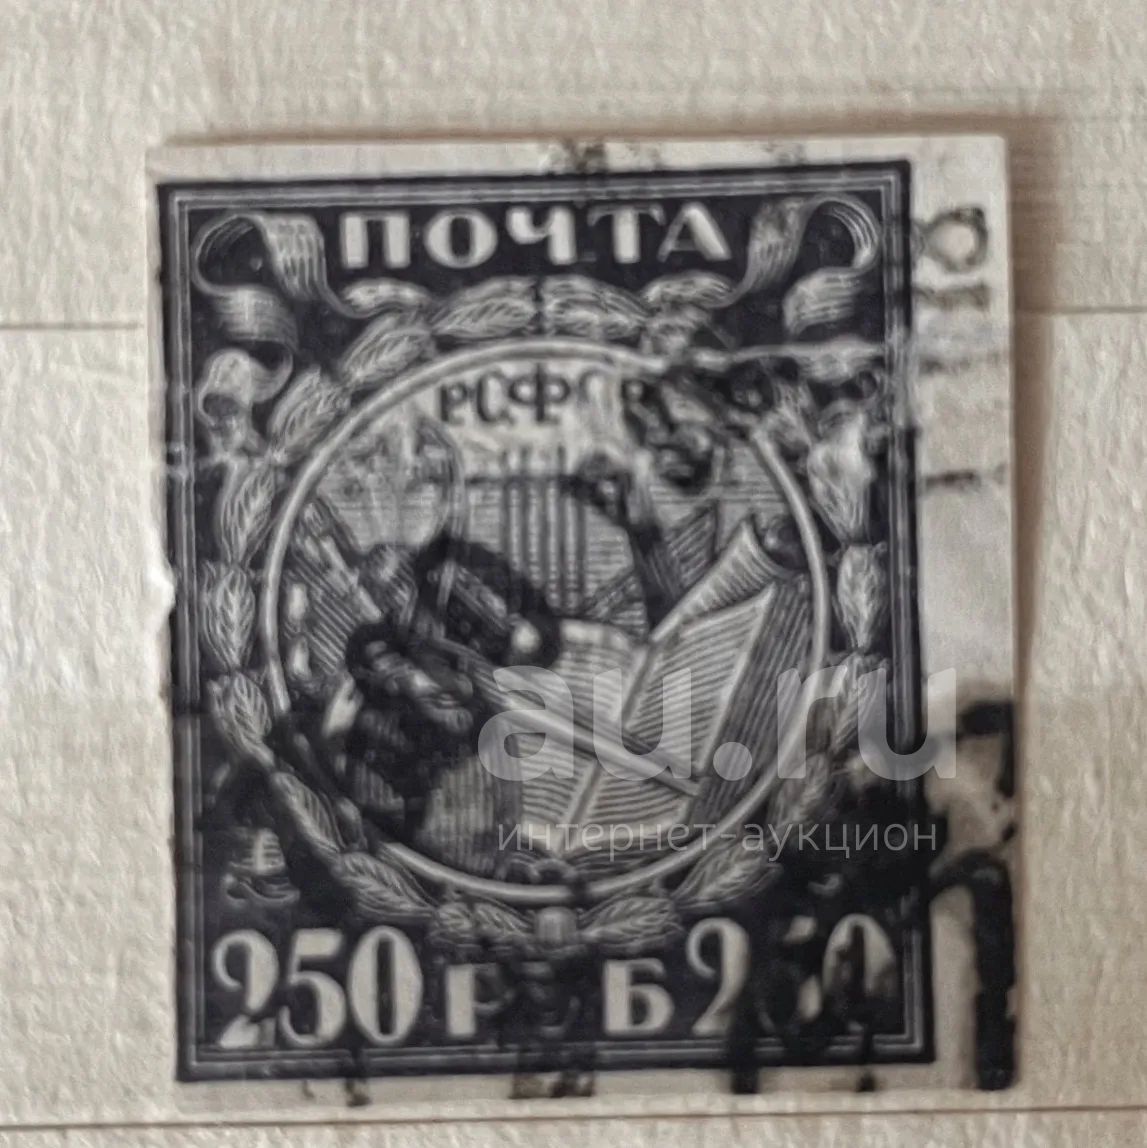 ПОЧТА
РСФСР
250 РУБ 250
au.ru
интернет-аукцион